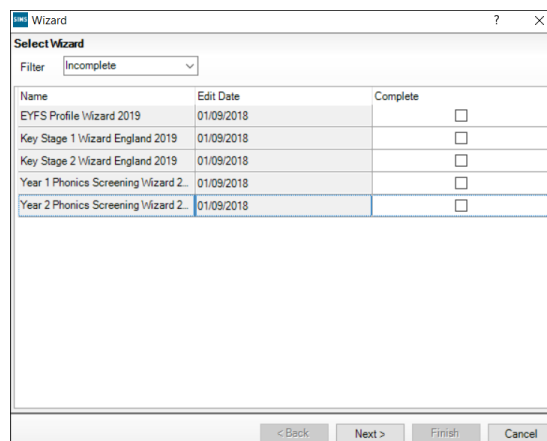 SIMS Wizard ?
Select Wizard
Filter Incomplete
Name Edit Date Complete
EYFS Profile Wizard 2019 01/09/2018
Key Stage 1 Wizard England 2019 01/09/2018
Key Stage 2 Wizard England 2019 01/09/2018
Year 1 Phonics Screening Wizard 2... 01/09/2018
Year 2 Phonics Screening Wizard 2... 01/09/2018
< Back Next > Finish Cancel